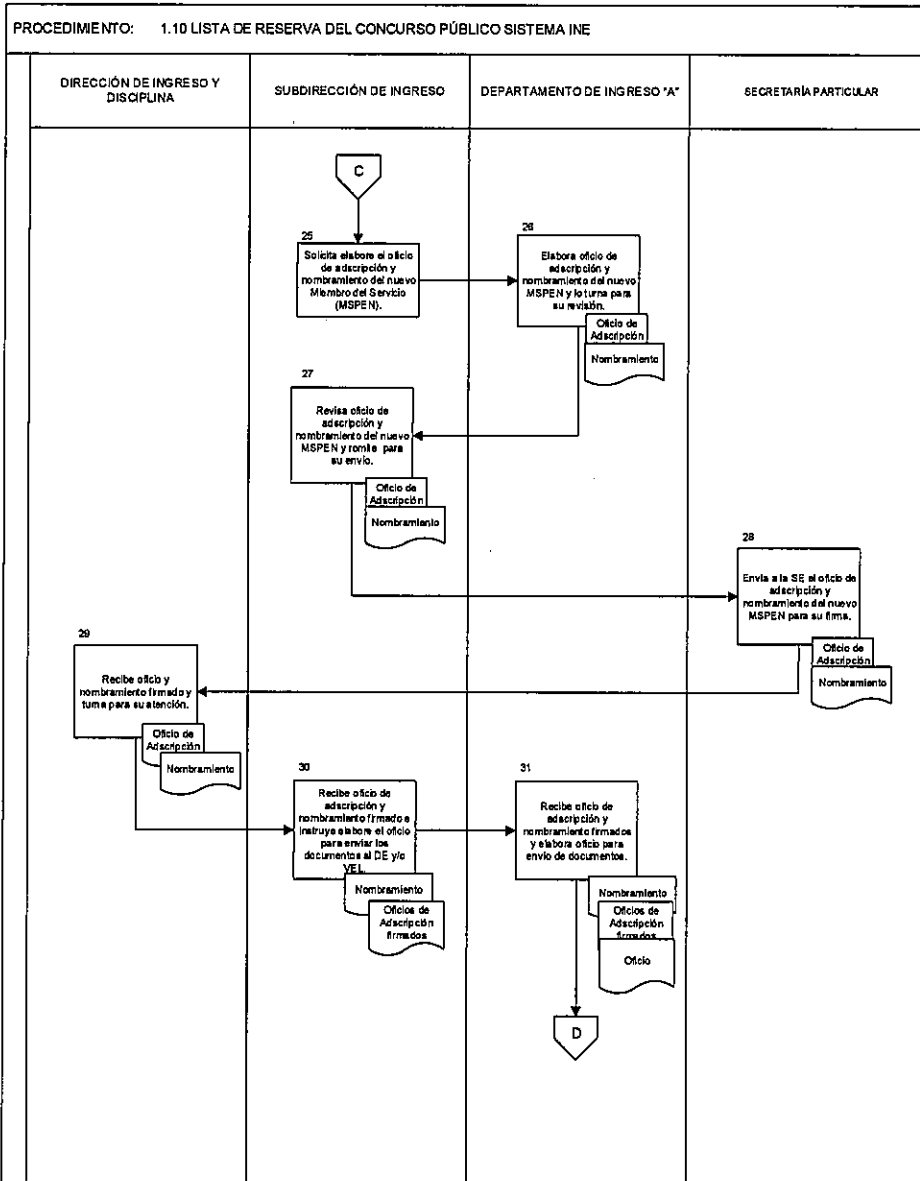 PROCEDIMIENTO: 1.10 LISTA DE RESERVA DEL CONCURSO PÚBLICO SISTEMA INE
DIRECCIÓN DE INGRESO Y
DISCIPLINA
SUBDIRECCIÓN DE INGRESO
DEPARTAMENTO DE INGRESO "A"
SECRETARÍA PARTICULAR
C
25
Solicita elabore el oficio
de adscripción y
nombramiento del nuevo
Miembro del Servicio
(MSPEN).
26
Elabora oficio de
adscripción y
nombramiento del nuevo
MSPEN y lo turna para
su revisión.
Oficio de
Adscripción
Nombramiento
27
Revisa oficio de
adscripción y
nombramiento del nuevo
MSPEN y remite para
su envío.
Oficio de
Adscripción
Nombramiento
28
Envía a la SE el oficio de
adscripción y
nombramiento del nuevo
MSPEN para su firma.
Oficio de
Adscripción
Nombramiento
29
Recibe oficio y
nombramiento firmado y
turna para su atención.
Oficio de
Adscripción
Nombramiento
30
Recibe oficio de
adscripción y
nombramiento firmado e
instruye elabore el oficio
para enviar los
documentos al DE y/o
VEL.
Nombramiento
Oficios de
Adscripción
firmados
31
Recibe oficio de
adscripción y
nombramiento firmados
y elabora oficio para
envío de documentos.
Nombramiento
Oficios de
Adscripción
firmados
Oficio
D